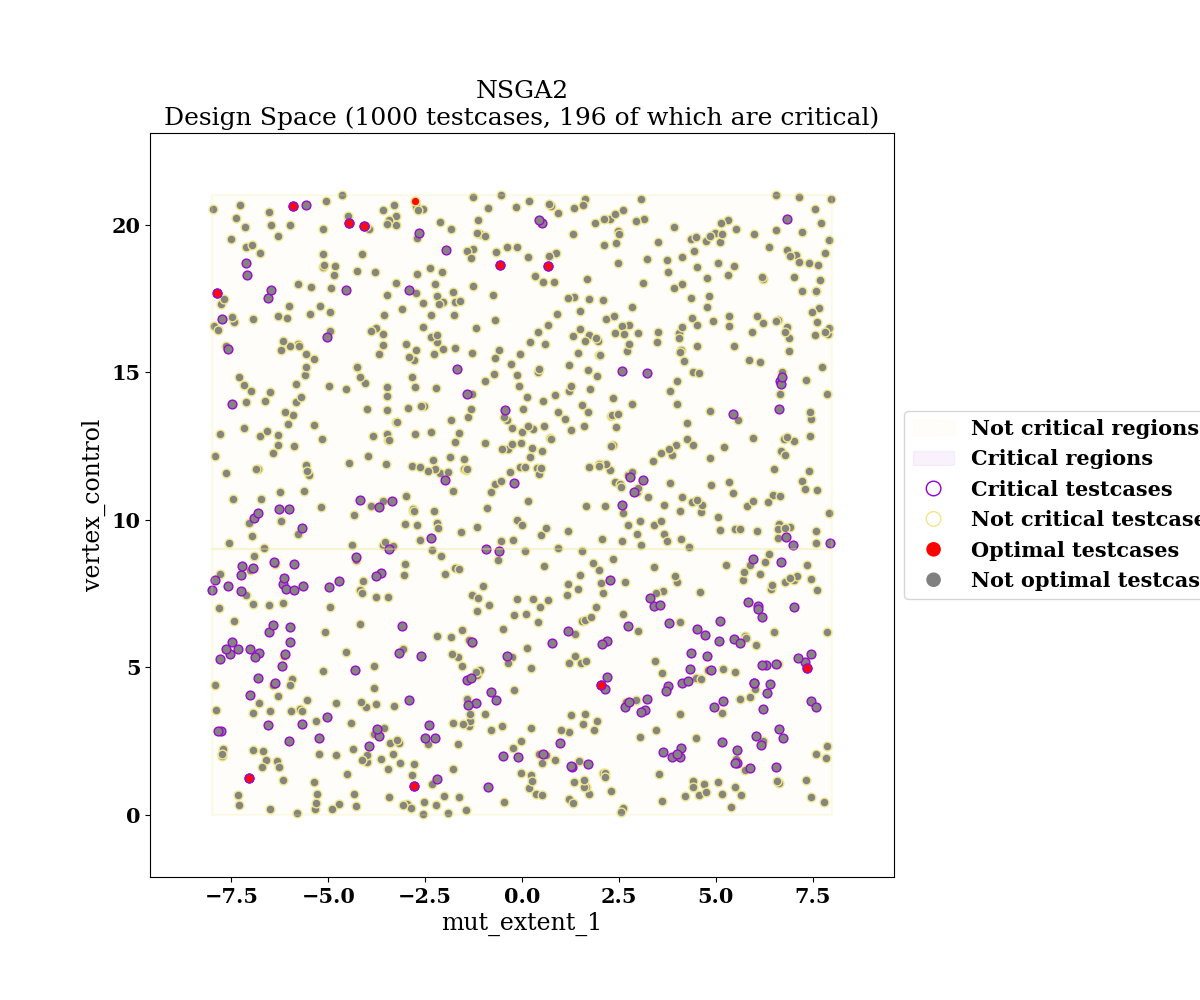 NSGA2
Design Space (1000 testcases, 196 of which are critical)
vertex_control
20
15
10
5
0
−7.5 −5.0 −2.5 0.0 2.5 5.0 7.5
mut_extent_1
Not critical regions
Critical regions
Critical testcases
Not critical testcase
Optimal testcases
Not optimal testcas